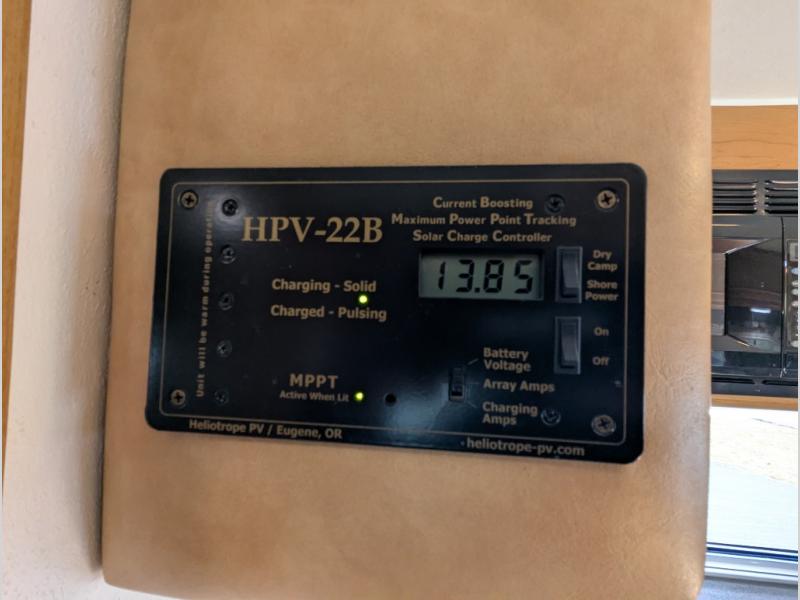 Unit will be warm during operation
HPV-22B
Current Boosting
Maximum Power Point Tracking
Solar Charge Controller
13.85
Dry
Camp
Shore
Power
Charging - Solid
Charged - Pulsing
On
Off
Battery
Voltage
Array Amps
Charging
Amps
MPPT
Active When Lit
Heliotrope PV / Eugene, OR
heliotrope-pv.com